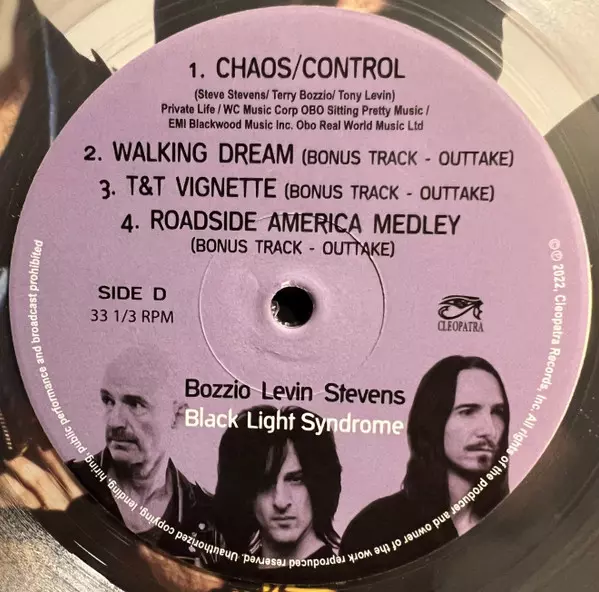 1. CHAOS/CONTROL
(Steve Stevens/ Terry Bozzio/ Tony Levin)
Private Life / WC Music Corp OBO Sitting Pretty Music /
EMI Blackwood Music Inc. Obo Real World Music Ltd
2. WALKING DREAM (BONUS TRACK - OUTTAKE)
3. T&T VIGNETTE (BONUS TRACK - OUTTAKE)
4. ROADSIDE AMERICA MEDLEY
(BONUS TRACK - OUTTAKE)
SIDE D
33 1/3 RPM
CLEOPATRA
Bozzio Levin Stevens
Black Light Syndrome
©℗ 2022, Cleopatra Records, Inc. All rights of the producer and owner of the work reproduced reserved. Unauthorized copying, lending, hiring, public performance and broadcast prohibited